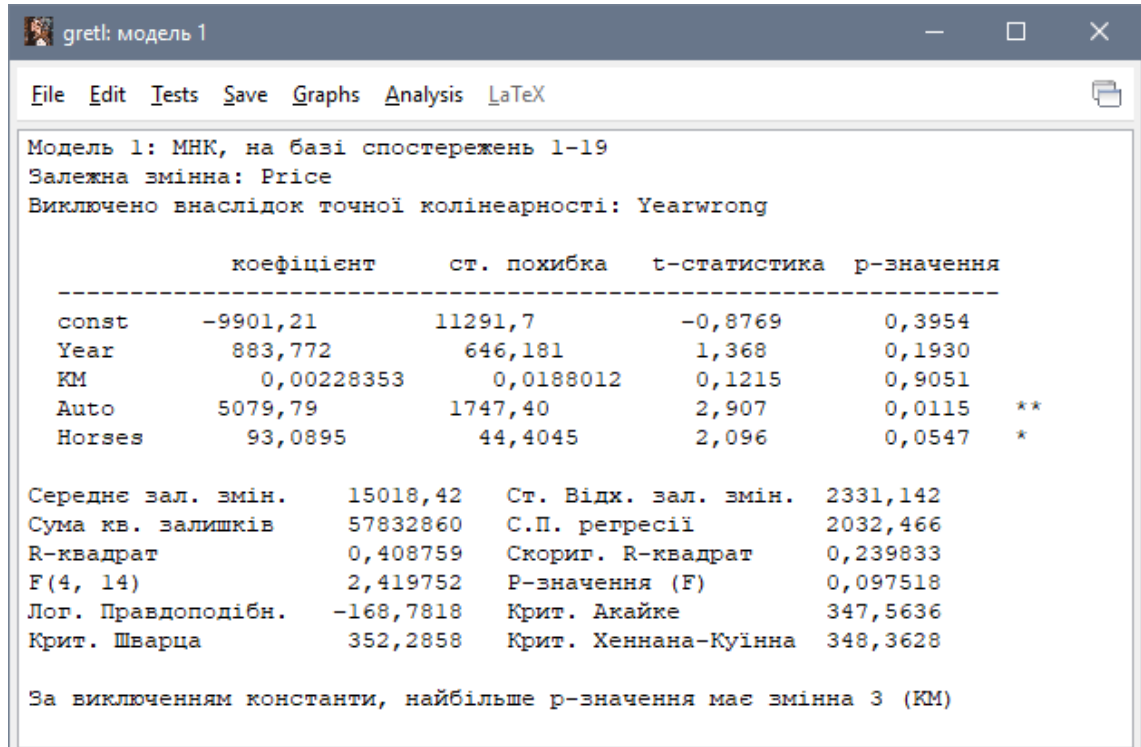 gretl: модель 1
File Edit Tests Save Graphs Analysis LaTeX
Модель 1: МНК, на базі спостережень 1-19
Залежна змінна: Price
Виключено внаслідок точної колінеарності: Yearwrong
коефіцієнт ст. похибка t-статистика p-значення
---------------------------------------------------------------
const -9901,21 11291,7 -0,8769 0,3954
Year 883,772 646,181 1,368 0,1930
KM 0,00228353 0,0188012 0,1215 0,9051
Auto 5079,79 1747,40 2,907 0,0115 **
Horses 93,0895 44,4045 2,096 0,0547 *
Середнє зал. змін. 15018,42 Ст. Відх. зал. змін. 2331,142
Сума кв. залишків 57832860 С.П. регресії 2032,466
R-квадрат 0,408759 Скориг. R-квадрат 0,239833
F(4, 14) 2,419752 P-значення (F) 0,097518
Лог. Правдоподібн. -168,7818 Крит. Акайке 347,5636
Крит. Шварца 352,2858 Крит. Хеннана-Куїнна 348,3628
За виключенням константи, найбільше p-значення має змінна 3 (KM)